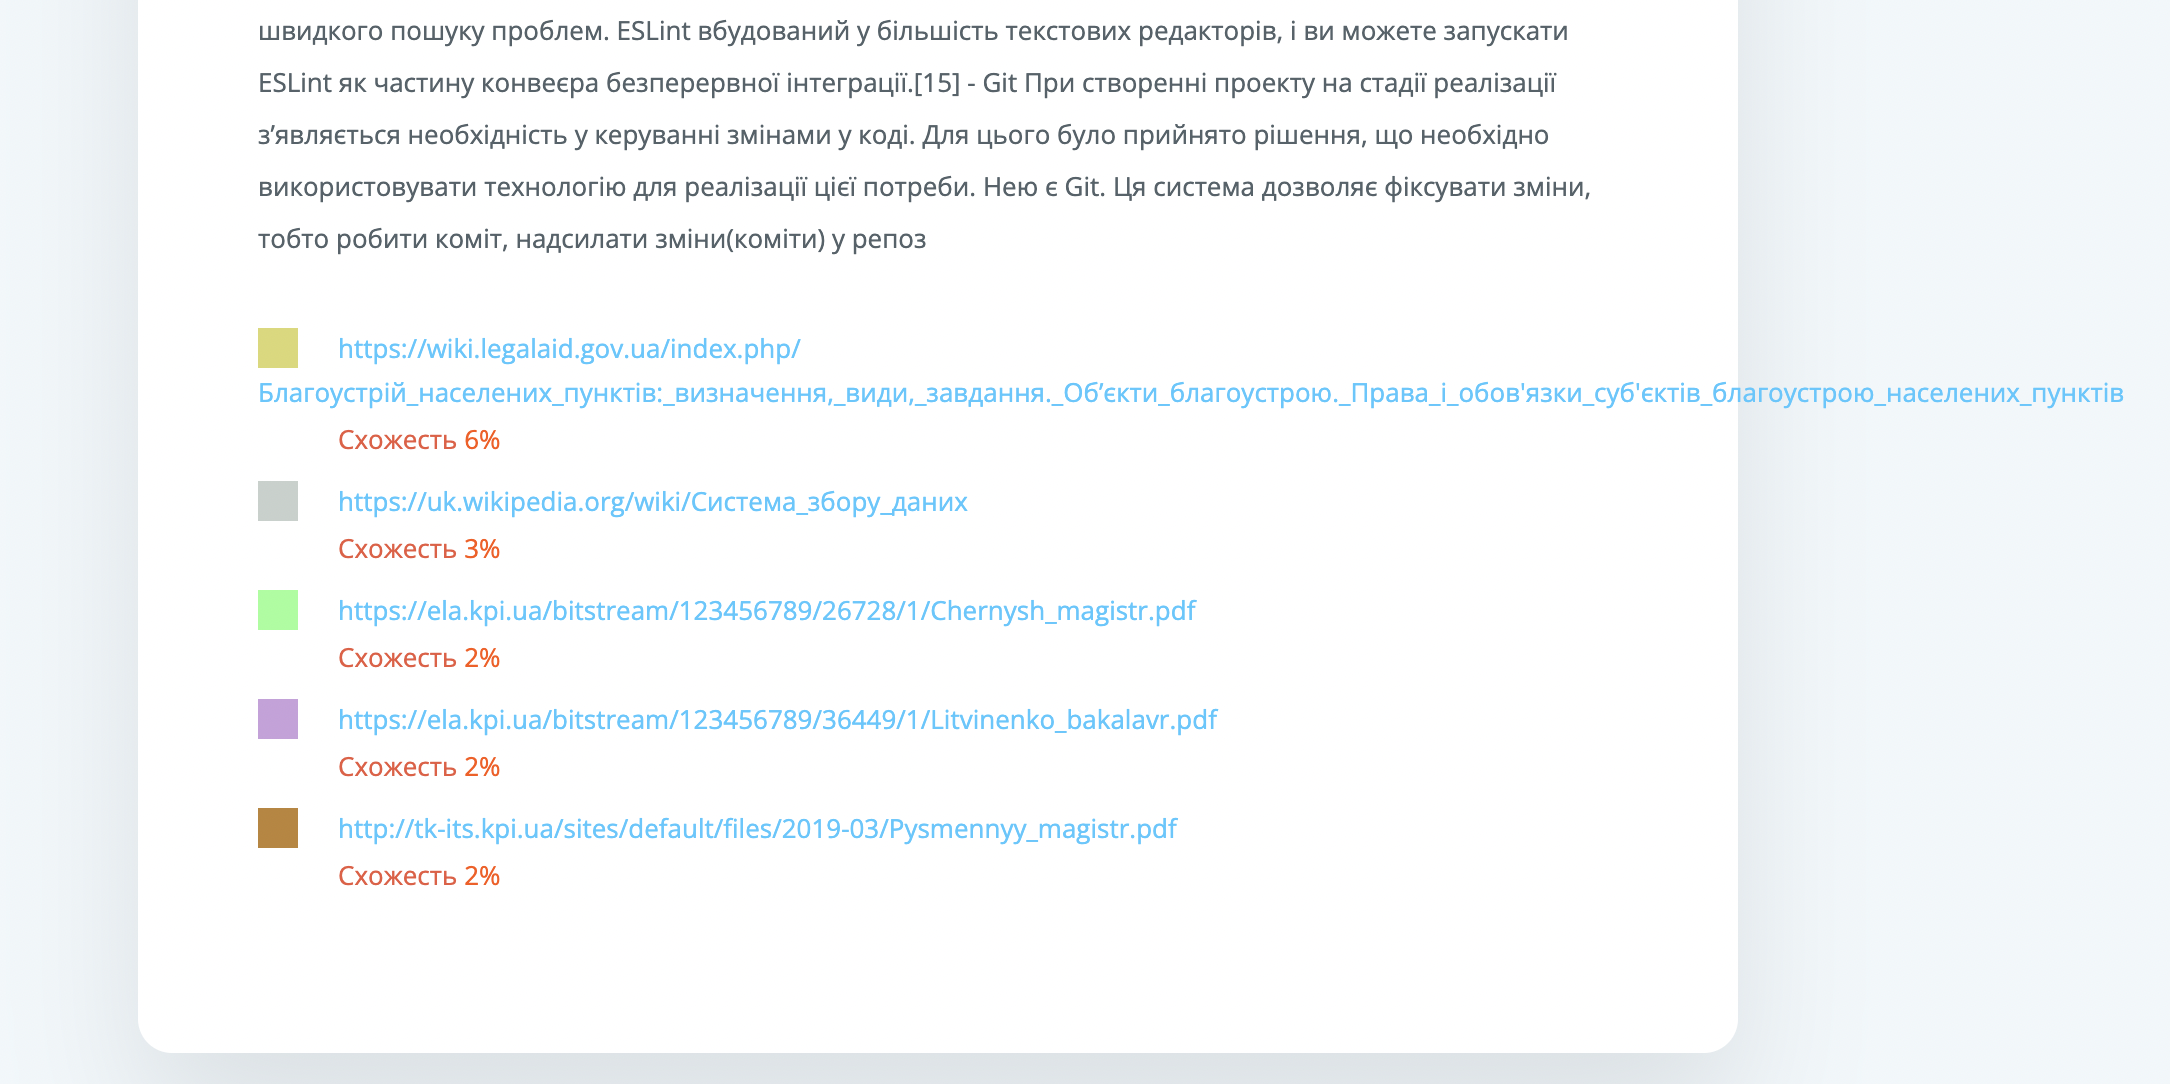 швидкого пошуку проблем. ESLint вбудований у більшість текстових редакторів, і ви можете запускати
ESLint як частину конвеєра безперервної інтеграції.[15] - Git При створенні проекту на стадії реалізації
з’являється необхідність у керуванні змінами у коді. Для цього було прийнято рішення, що необхідно
використовувати технологію для реалізації цієї потреби. Нею є Git. Ця система дозволяє фіксувати зміни,
тобто робити коміт, надсилати зміни(коміти) у репоз
https://wiki.legalaid.gov.ua/index.php/
Благоустрій_населених_пунктів:_визначення,_види,_завдання._Об’єкти_благоустрою._Права_і_обов'язки_суб'єктів_благоустрою_населених_пунктів
Схожесть 6%
https://uk.wikipedia.org/wiki/Система_збору_даних
Схожесть 3%
https://ela.kpi.ua/bitstream/123456789/26728/1/Chernysh_magistr.pdf
Схожесть 2%
https://ela.kpi.ua/bitstream/123456789/36449/1/Litvinenko_bakalavr.pdf
Схожесть 2%
http://tk-its.kpi.ua/sites/default/files/2019-03/Pysmennyy_magistr.pdf
Схожесть 2%